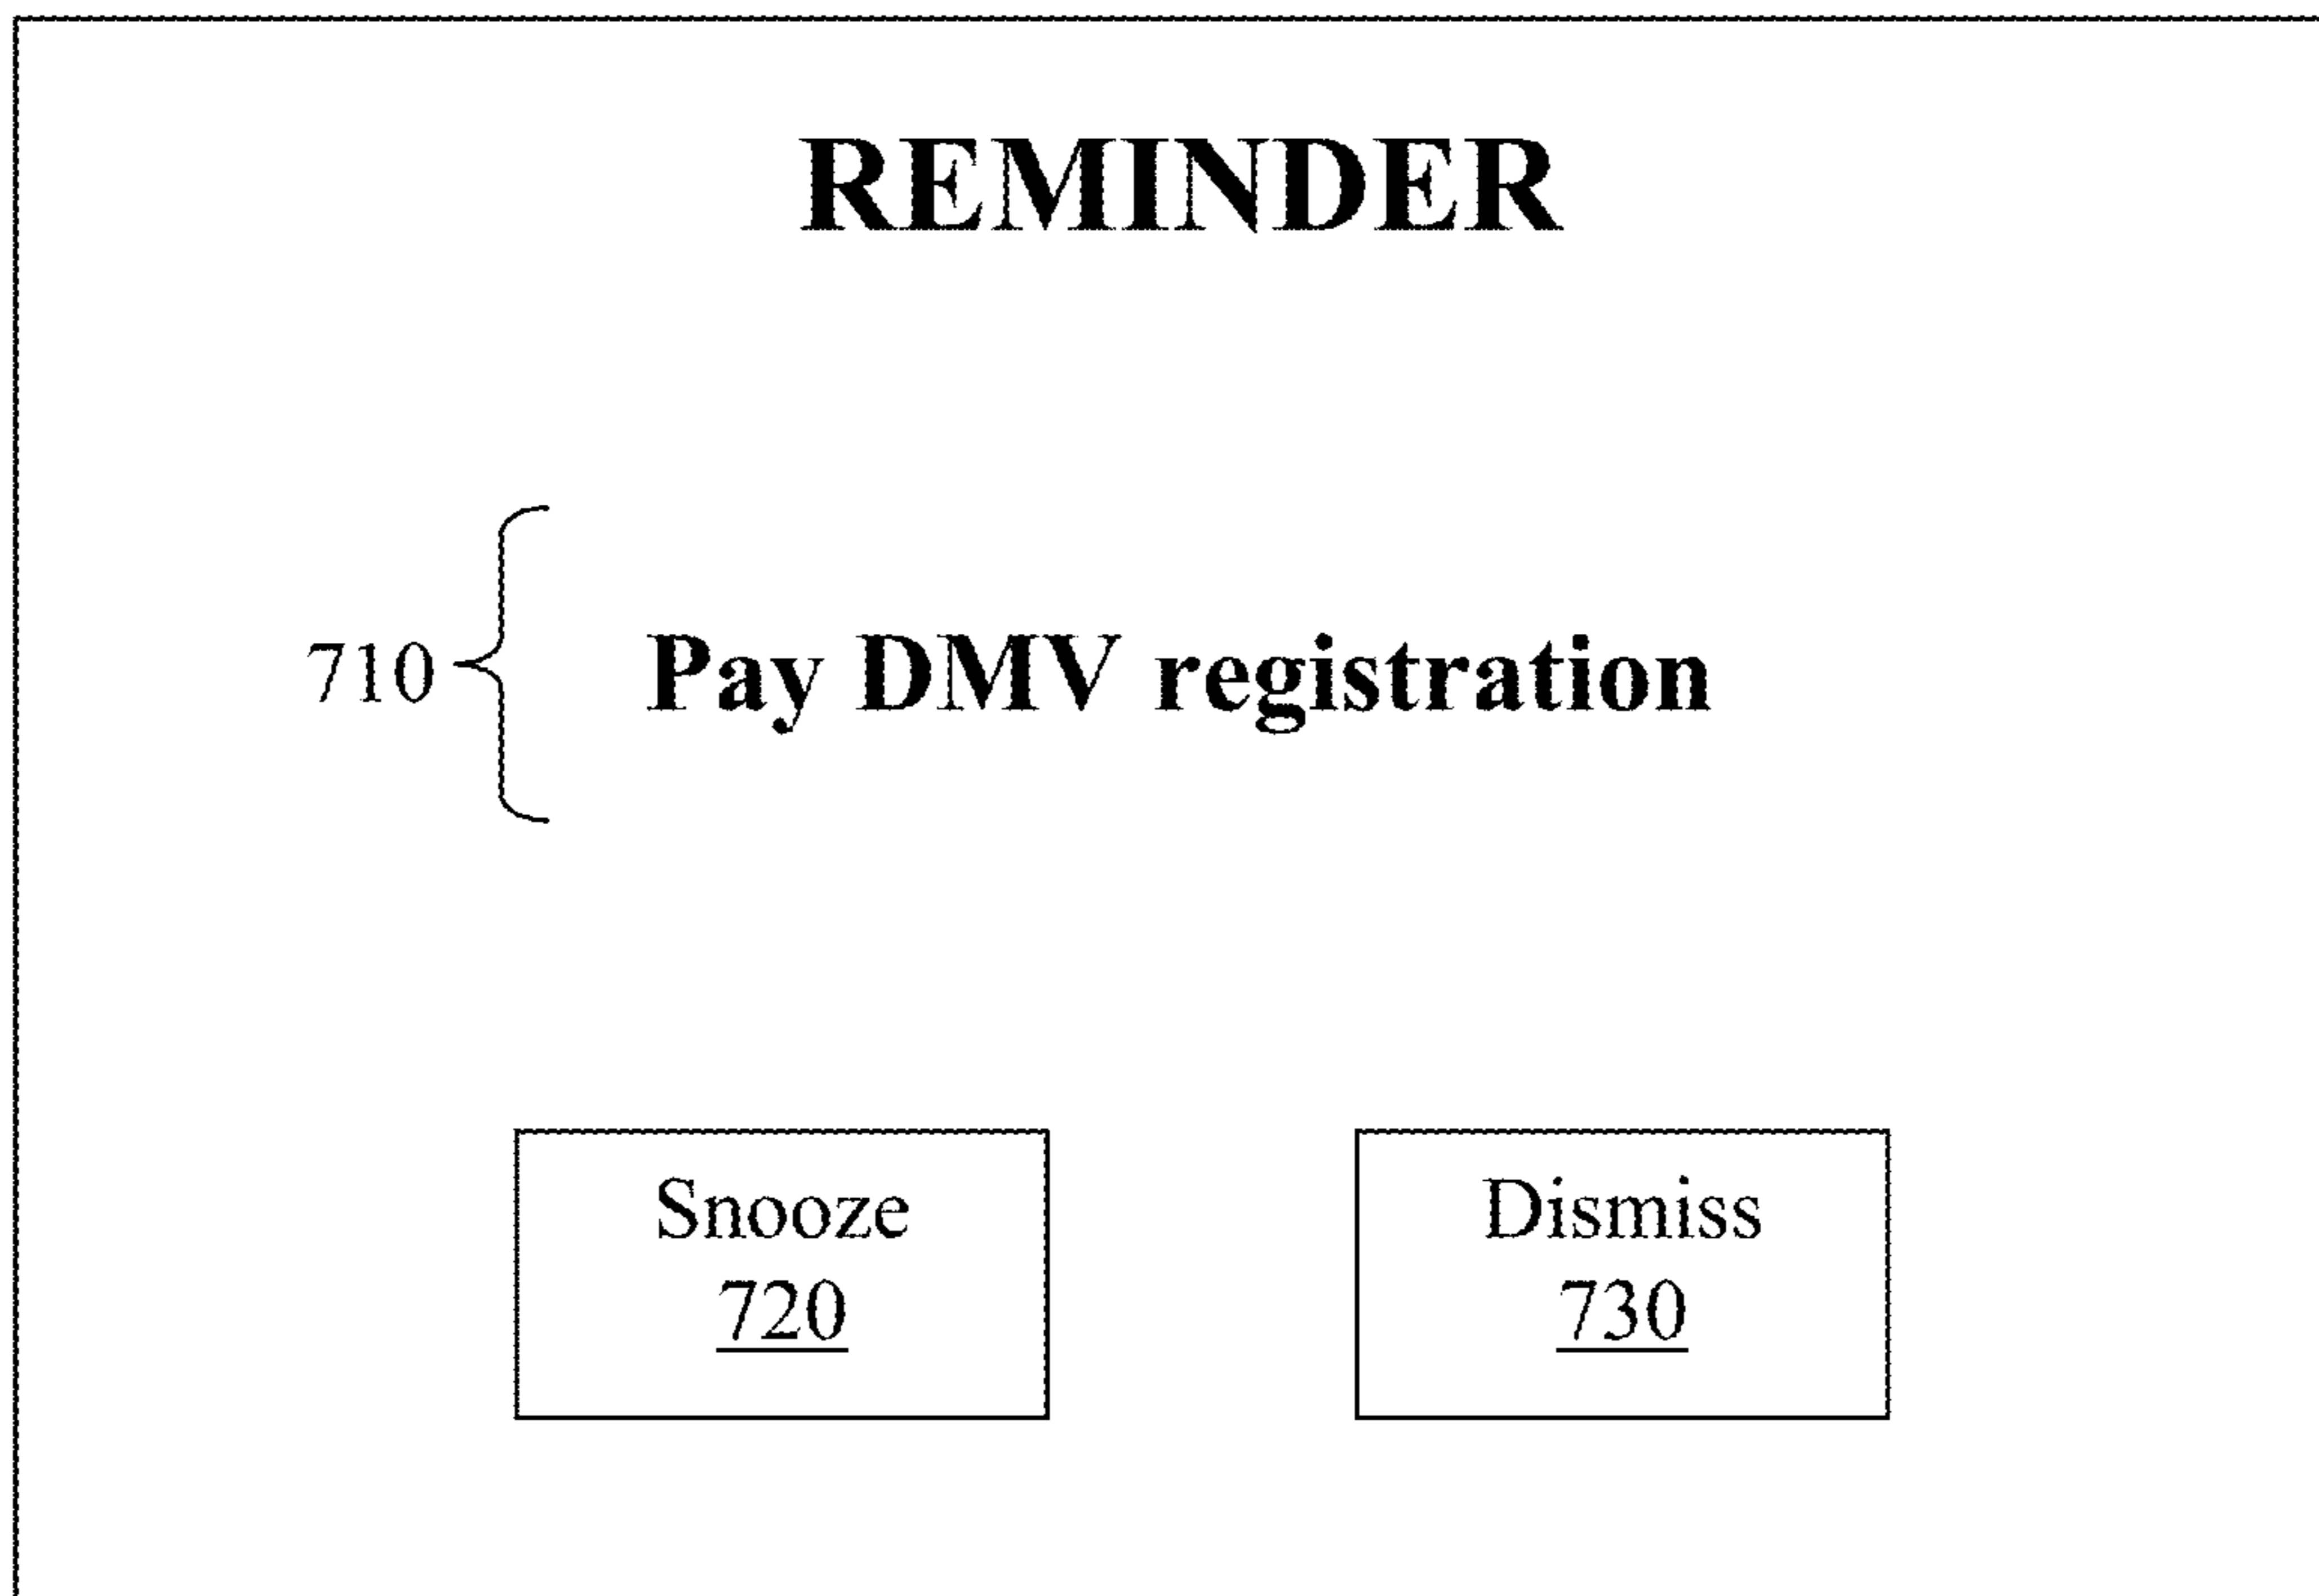 REMINDER
710
Pay DMV registration
Snooze
720
Dismiss
730